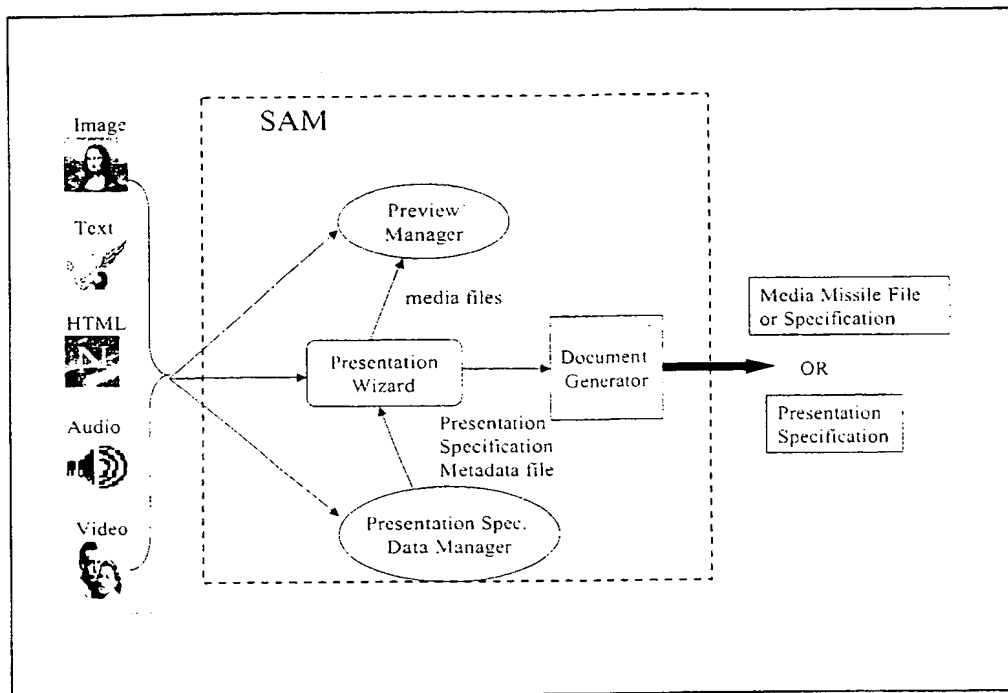 SAM
Image
Text
HTML
N
Audio
Video
Preview
Manager
media files
Presentation
Wizard
Presentation
Specification
Metadata file
Presentation Spec.
Data Manager
Document
Generator
Media Missile File
or Specification
OR
Presentation
Specification